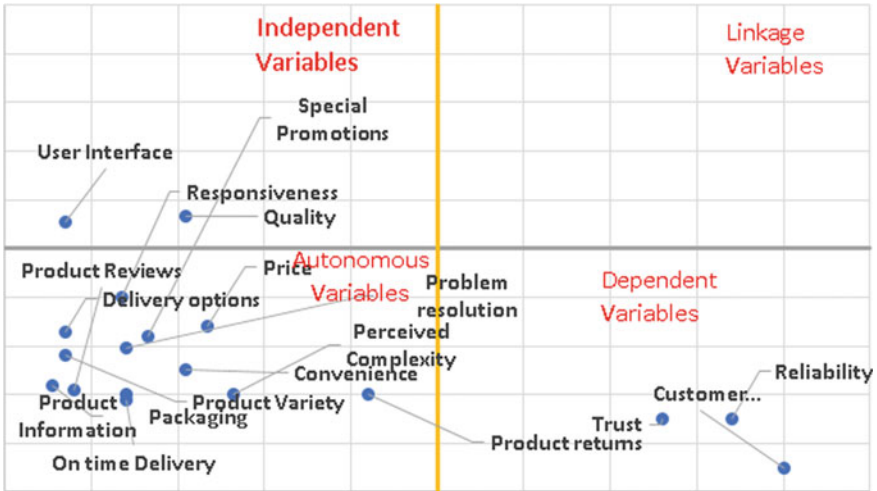 Independent
Variables
Linkage
Variables
Special
Promotions
User Interface
Responsiveness
Quality
Product Reviews
Delivery options
Autonomous
Variables
Price
Problem
resolution
Dependent
Variables
Perceived
Complexity
Convenience
Product
Information
Packaging
Product Variety
On time Delivery
Product returns
Trust
Customer...
Reliability